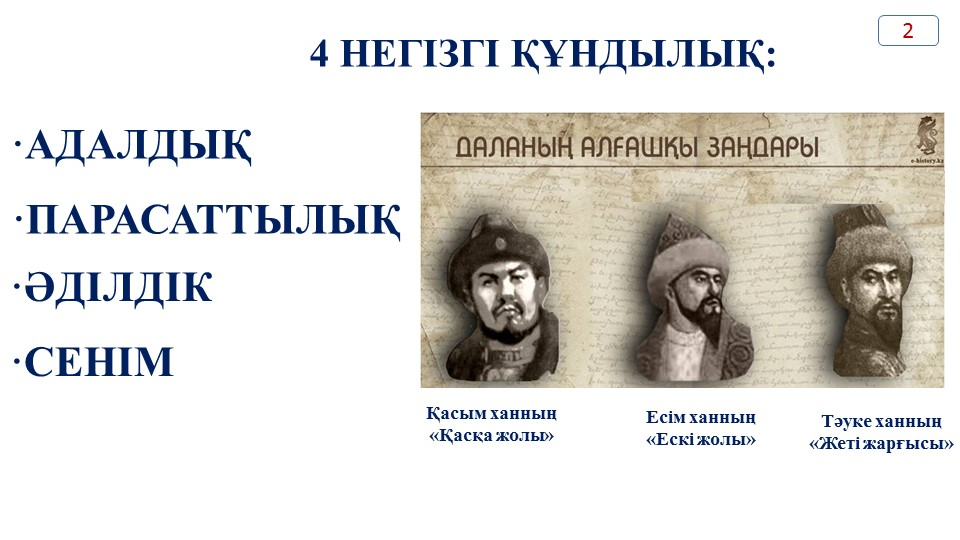 2
4 НЕГІЗГІ ҚҰНДЫЛЫҚ:
·АДАЛДЫҚ
·ПАРАСАТТЫЛЫҚ
·ӘДІЛДІК
·СЕНІМ
ДАЛАНЫҢ АЛҒАШҚЫ ЗАҢДАРЫ
e-history.kz
Қасым ханның
«Қасқа жолы»
Есім ханның
«Ескі жолы»
Тәуке ханның
«Жеті жарғысы»